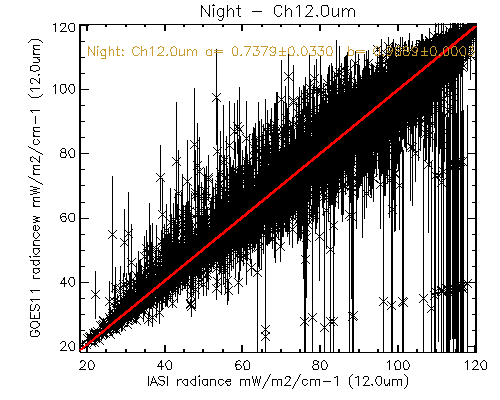 Night - Ch12.0um
Night: Ch12.0um a= 0.7379±0.0330 b=
120
100
80
60
40
20
GOES11 radiancew mW/m2/cm-1 (12.0um)
20 40 60 80 100 120
IASI radiance mW/m2/cm-1 (12.0um)